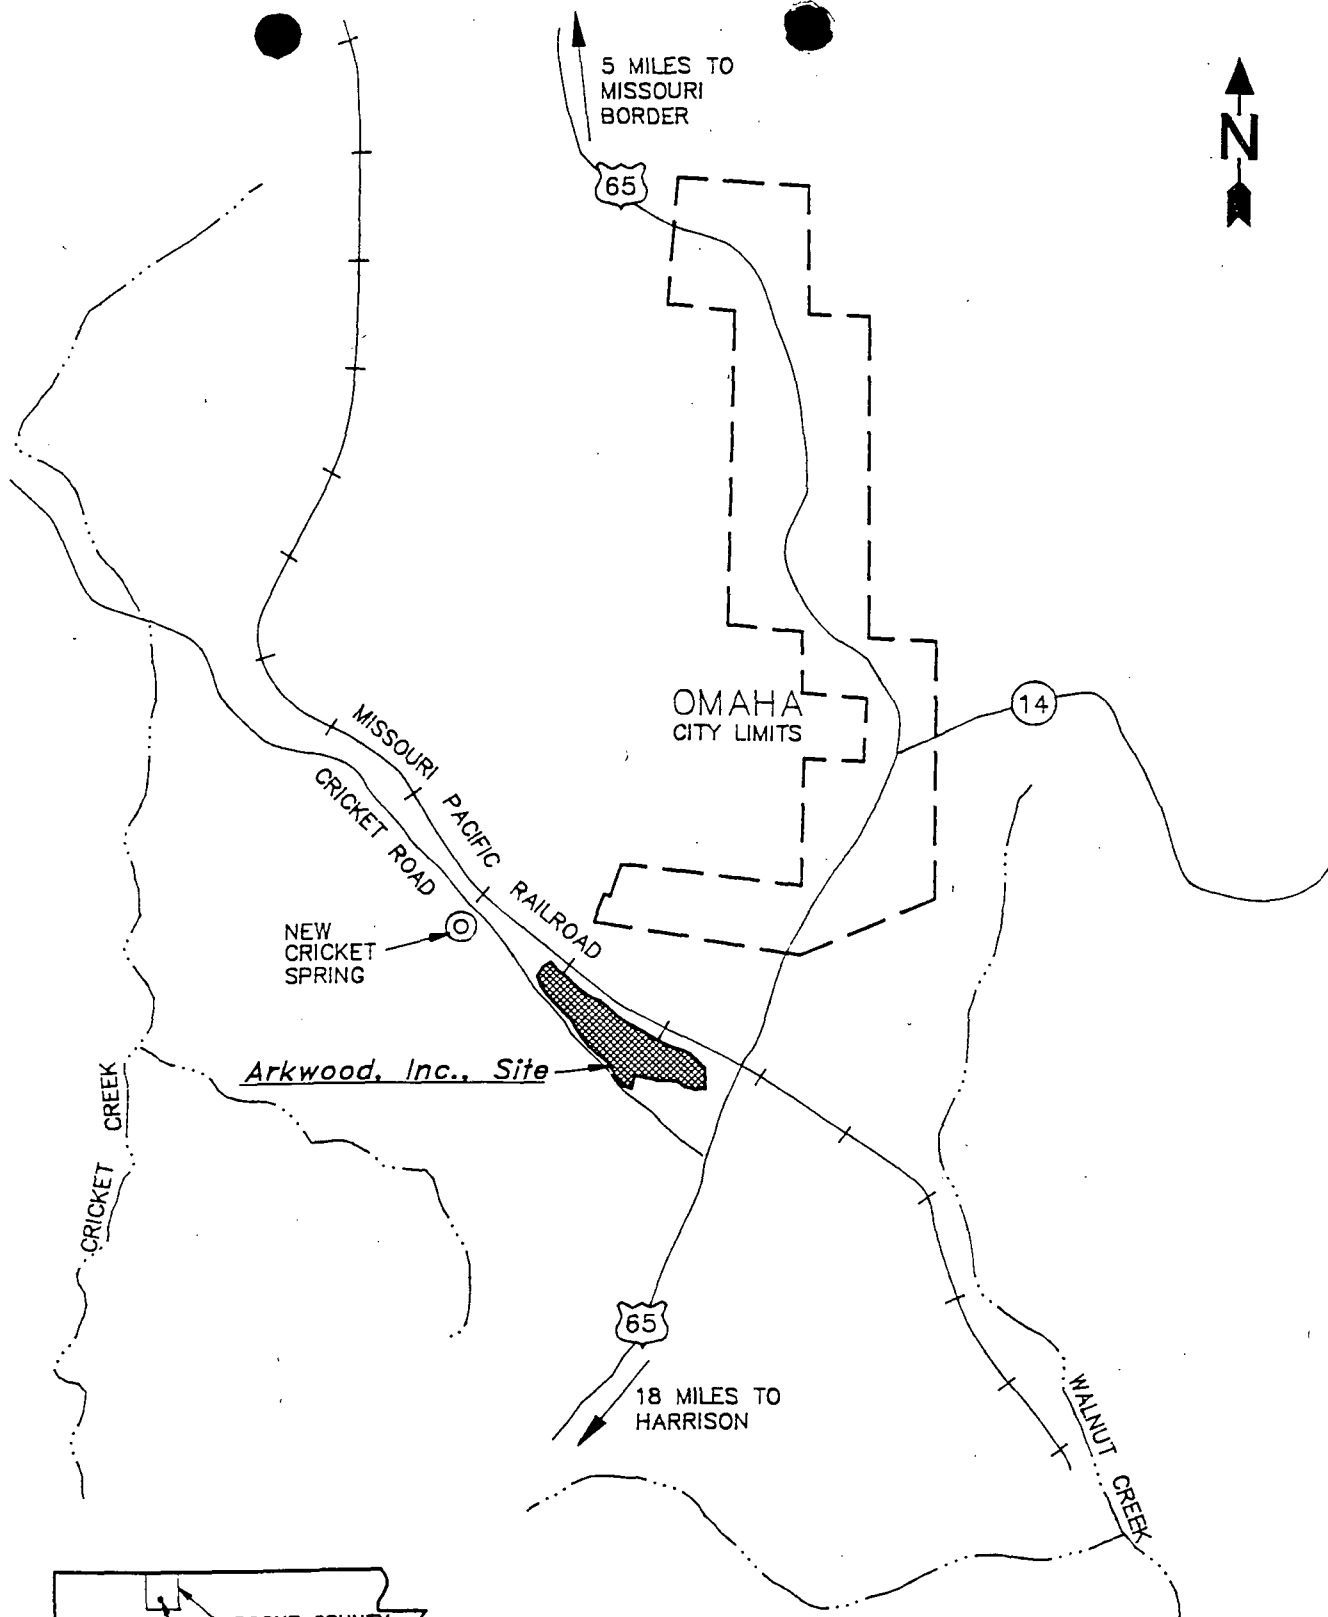 5 MILES TO
MISSOURI
BORDER
N
65
OMAHA
CITY LIMITS
14
MISSOURI PACIFIC RAILROAD
CRICKET ROAD
NEW
CRICKET
SPRING
Arkwood, Inc., Site
CRICKET CREEK
65
18 MILES TO
HARRISON
WALNUT CREEK
COUNTY